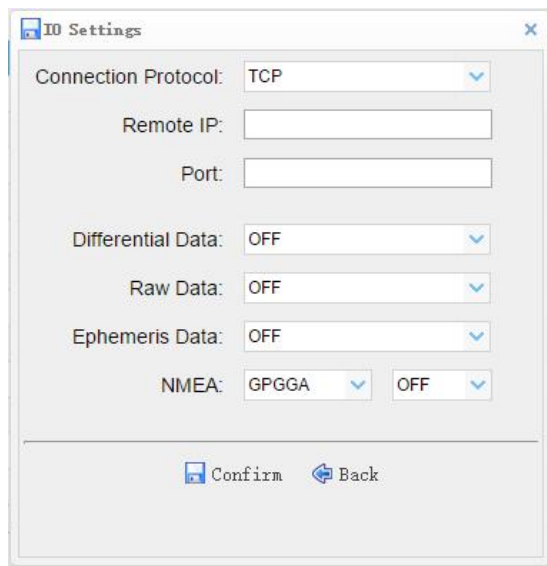 IO Settings
Connection Protocol: TCP
Remote IP:
Port:
Differential Data: OFF
Raw Data: OFF
Ephemeris Data: OFF
NMEA: GPGGA OFF
Confirm Back